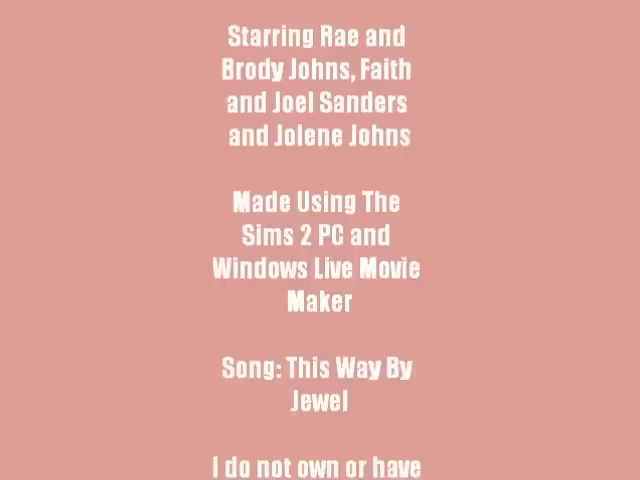 Starring Rae and
Brody Johns, Faith
and Joel Sanders
and Jolene Johns
Made Using The
Sims 2 PC and
Windows Live Movie
Maker
Song: This Way By
Jewel
I do not own or have